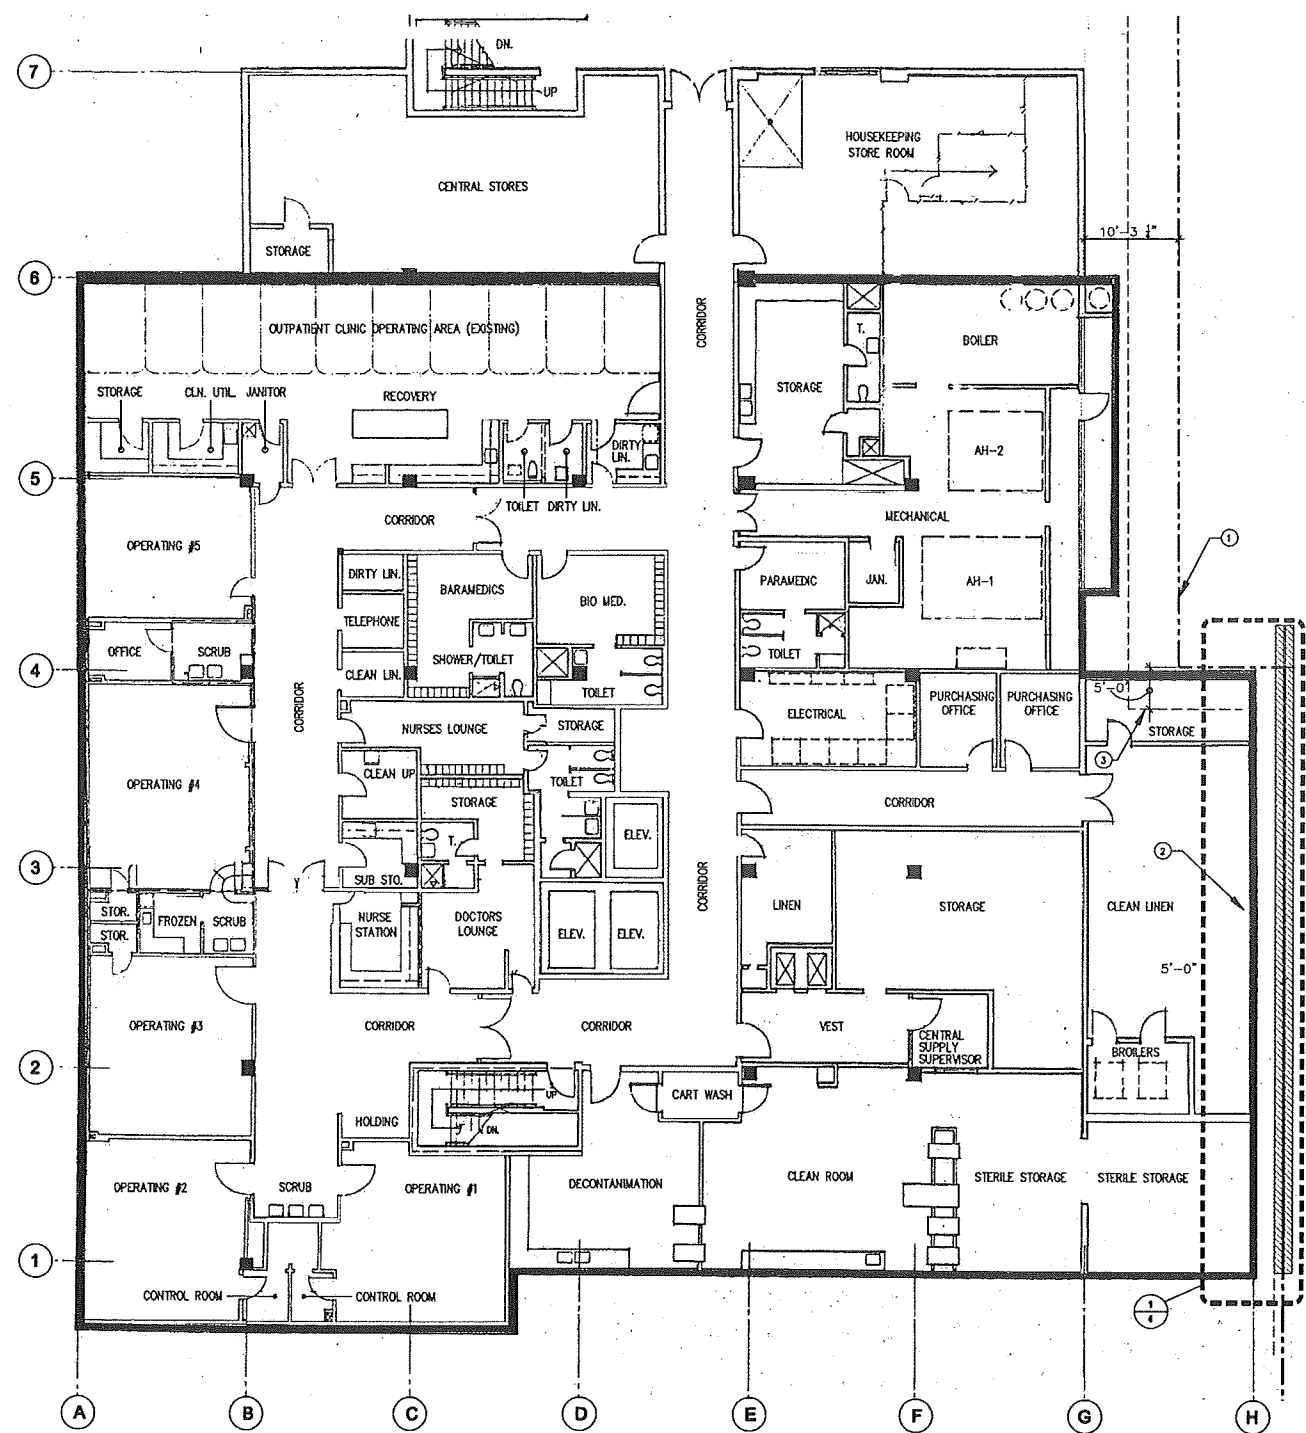 DN.
7
UP
HOUSEKEEPING
STORE ROOM
CENTRAL STORES
10'-3 ½"
STORAGE
6
CORRIDOR
OUTPATIENT CLINIC OPERATING AREA (EXISTING)
T.
BOILER
STORAGE
CLN. UTIL.
JANITOR
RECOVERY
STORAGE
DIRTY
LIN.
AH-2
5
TOILET
DIRTY LIN.
CORRIDOR
MECHANICAL
OPERATING #5
1
DIRTY LIN.
BARAMEDICS
BIO MED.
PARAMEDIC
JAN.
AH-1
TELEPHONE
OFFICE
SCRUB
SHOWER/TOILET
TOILET
4
CLEAN LIN.
TOILET
5'-0"
CORRIDOR
PURCHASING
OFFICE
PURCHASING
OFFICE
ELECTRICAL
NURSES LOUNGE
STORAGE
STORAGE
3
CLEAN UP
TOILET
OPERATING #4
STORAGE
CORRIDOR
T.
ELEV.
2
3
SUB STO.
CORRIDOR
STOR.
FROZEN
SCRUB
NURSE
STATION
DOCTORS
LOUNGE
LINEN
STORAGE
CLEAN LINEN
STOR.
ELEV.
ELEV.
5'-0"
OPERATING #3
CORRIDOR
CORRIDOR
VEST
CENTRAL
SUPPLY
SUPERVISOR
BROILERS
2
UP
CART WASH
HOLDING
DN.
OPERATING #2
SCRUB
OPERATING #1
DECONTANIMATION
CLEAN ROOM
STERILE STORAGE
STERILE STORAGE
1
CONTROL ROOM
CONTROL ROOM
1
4
A
B
C
D
E
F
G
H